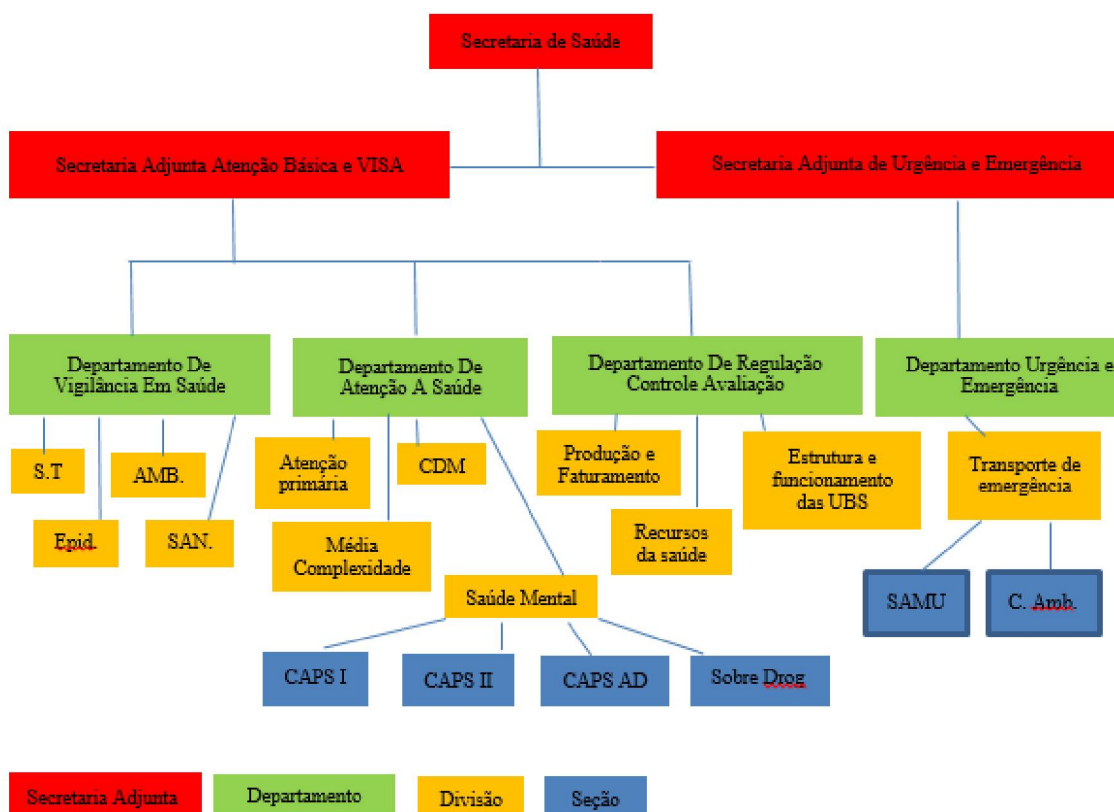 Secretaria de Saúde
Secretaria Adjunta Atenção Básica e VISA
Secretaria Adjunta de Urgência e Emergência
Departamento De
Vigilância Em Saúde
Departamento De
Atenção A Saúde
Departamento De Regulação
Controle Avaliação
Departamento Urgência e
Emergência
S.T
AMB.
Epid.
SAN.
Atenção
primária
CDM
Média
Complexidade
Saúde Mental
Produção e
Faturamento
Recursos
da saúde
Estrutura e
funcionamento
das UBS
Transporte de
emergência
SAMU
C. Amb.
CAPS I
CAPS II
CAPS AD
Sobre Drog
Secretaria Adjunta
Departamento
Divisão
Seção